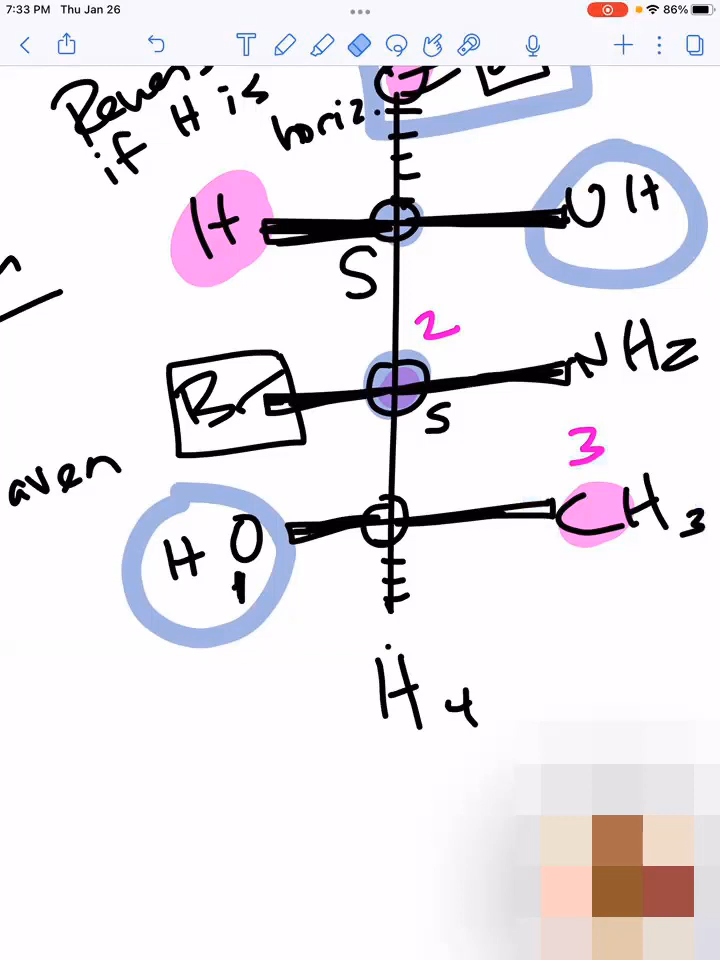 7:33 PM Thu Jan 26
86%
if H is
horiz.
H
OH
S
2
Br
NH2
S
3
aven
HO
CH3
1
H 4